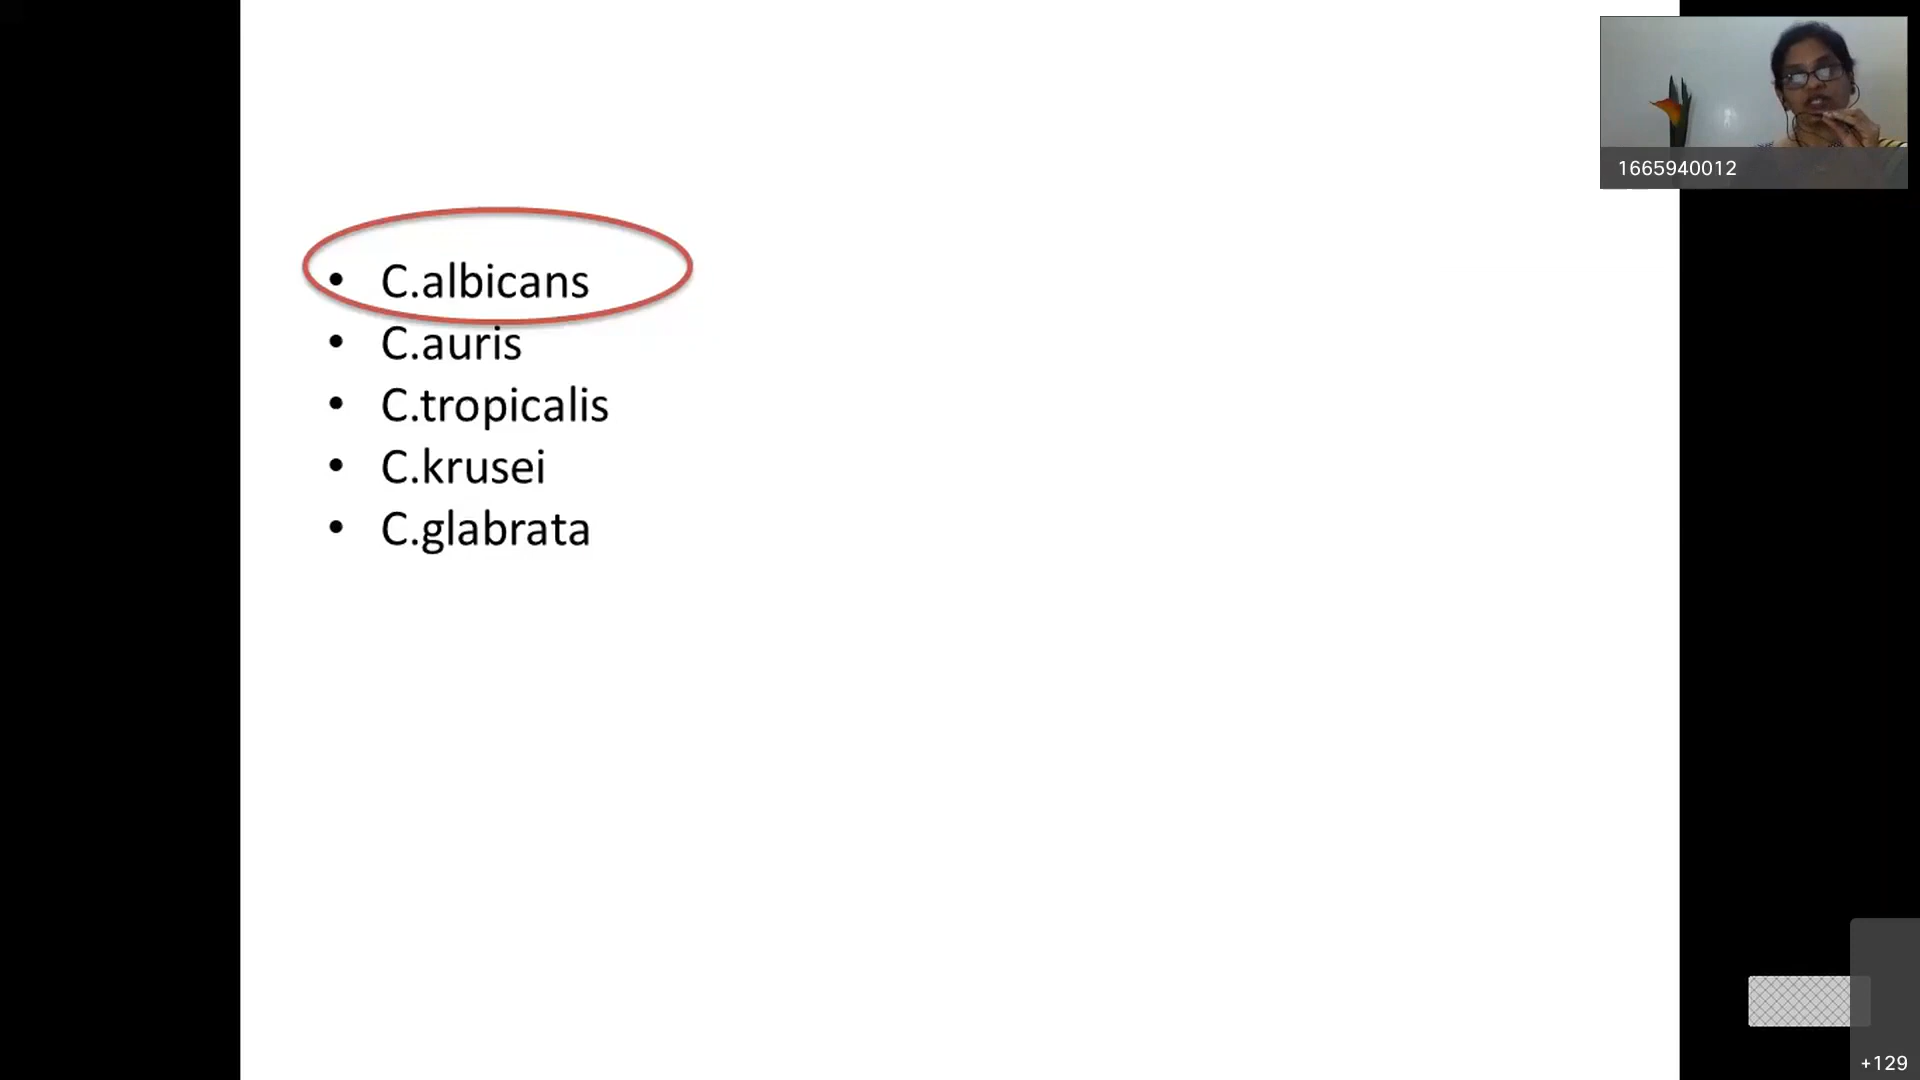 1665940012
• C.albicans
• C.auris
• C.tropicalis
• C.krusei
• C.glabrata
+129